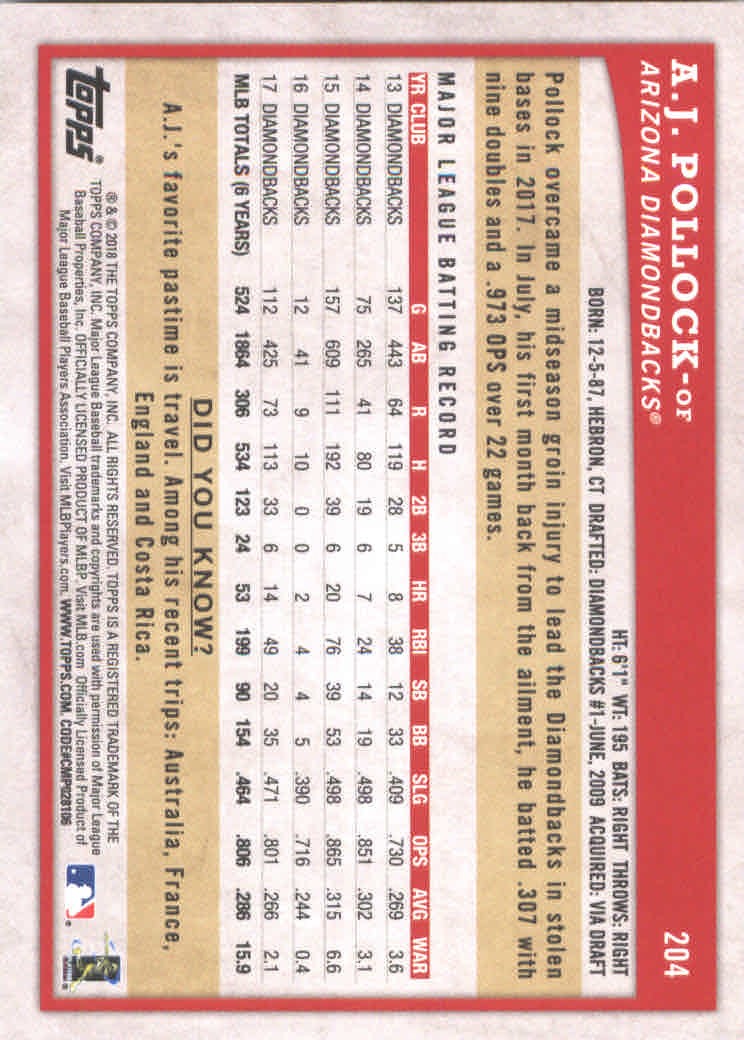 A.J. POLLOCK-OF 204
ARIZONA DIAMONDBACKS®
HT: 6'1" WT: 195 BATS: RIGHT THROWS: RIGHT
BORN: 12-5-87, HEBRON, CT DRAFTED: DIAMONDBACKS #1-JUNE, 2009 ACQUIRED: VIA DRAFT
Pollock overcame a midseason groin injury to lead the Diamondbacks in stolen
bases in 2017. In July, his first month back from the ailment, he batted .307 with
nine doubles and a .973 OPS over 22 games.
MAJOR LEAGUE BATTING RECORD
YR CLUB G AB R H 2B 3B HR RBI SB BB SLG OPS AVG WAR
13 DIAMONDBACKS 137 443 64 119 28 5 8 38 12 33 .409 .730 .269 3.6
14 DIAMONDBACKS 75 265 41 80 19 6 7 24 14 19 .498 .851 .302 3.1
15 DIAMONDBACKS 157 609 111 192 39 6 20 76 39 53 .498 .865 .315 6.6
16 DIAMONDBACKS 12 41 9 10 0 0 2 4 4 5 .390 .716 .244 0.4
17 DIAMONDBACKS 112 425 73 113 33 6 14 49 20 35 .471 .801 .266 2.1
MLB TOTALS (6 YEARS) 524 1864 306 534 123 24 53 199 90 154 .464 .806 .286 15.9
DID YOU KNOW?
A.J.'s favorite pastime is travel. Among his recent trips: Australia, France,
England and Costa Rica.
topps®
® & © 2018 THE TOPPS COMPANY, INC. ALL RIGHTS RESERVED. TOPPS IS A REGISTERED TRADEMARK OF THE
TOPPS COMPANY, INC. Major League Baseball trademarks and copyrights are used with permission of Major League
Baseball Properties, Inc. OFFICIALLY LICENSED PRODUCT OF MLBP. Visit MLB.com Officially Licensed Product of
Major League Baseball Players Association. Visit MLBPlayers.com. WWW.TOPPS.COM. CODE#CMP028106